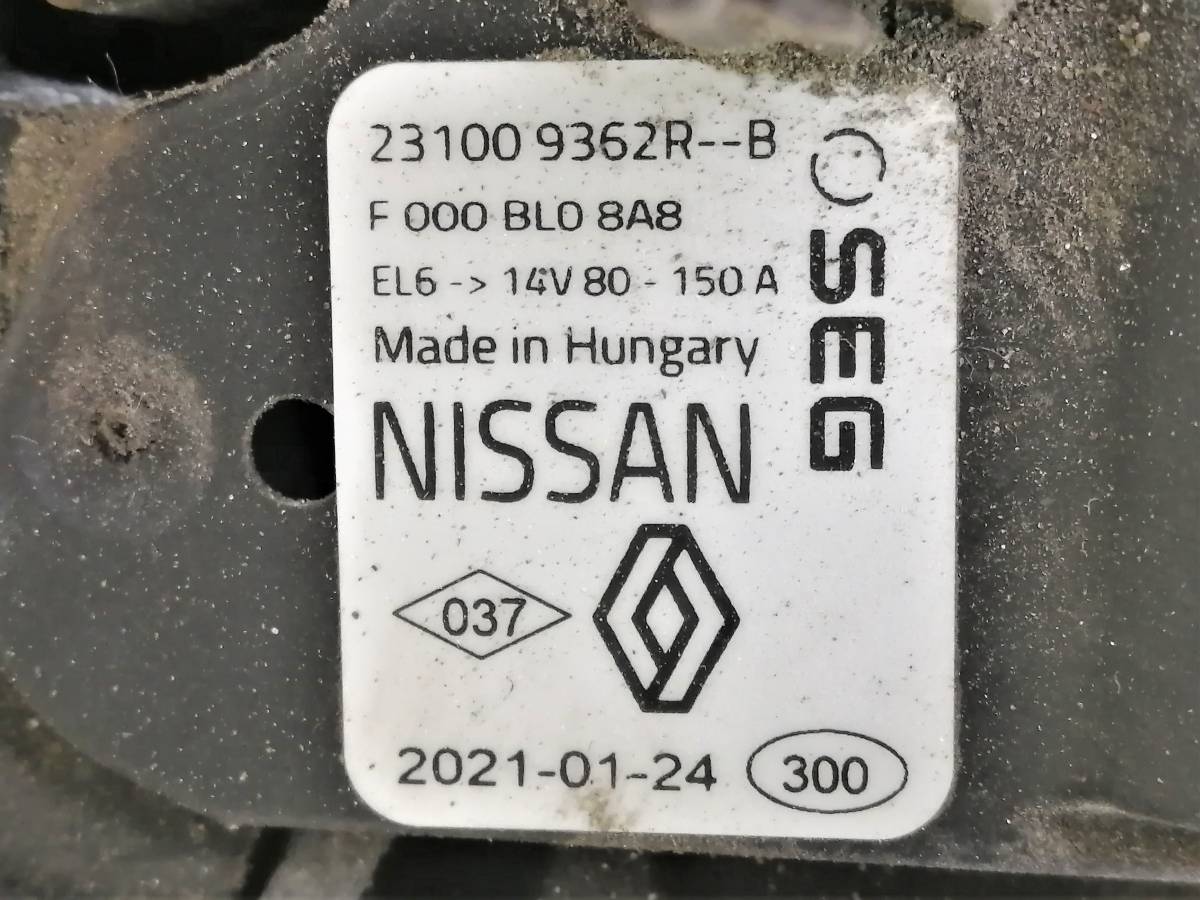 23100 9362R--B
F 000 BL0 8A8
EL6 -> 14V 80 - 150 A
Made in Hungary
NISSAN
037
2021-01-24
300
SEG